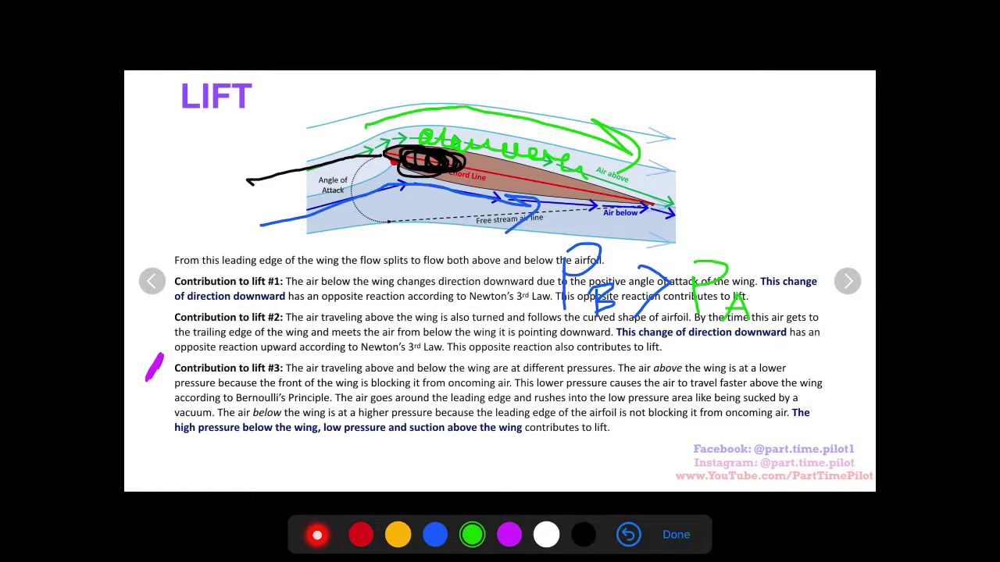 LIFT
Air above
Chord Line
Angle of
Attack
Air below
Free stream air line
P_B > P_A
From this leading edge of the wing the flow splits to flow both above and below the airfoil.
Contribution to lift #1: The air below the wing changes direction downward due to the positive angle of attack of the wing. This change
of direction downward has an opposite reaction according to Newton's 3rd Law. This opposite reaction contributes to lift.
Contribution to lift #2: The air traveling above the wing is also turned and follows the curved shape of airfoil. By the time this air gets to
the trailing edge of the wing and meets the air from below the wing it is pointing downward. This change of direction downward has an
opposite reaction upward according to Newton's 3rd Law. This opposite reaction also contributes to lift.
Contribution to lift #3: The air traveling above and below the wing are at different pressures. The air above the wing is at a lower
pressure because the front of the wing is blocking it from oncoming air. This lower pressure causes the air to travel faster above the wing
according to Bernoulli's Principle. The air goes around the leading edge and rushes into the low pressure area like being sucked by a
vacuum. The air below the wing is at a higher pressure because the leading edge of the airfoil is not blocking it from oncoming air. The
high pressure below the wing, low pressure and suction above the wing contributes to lift.
Facebook: @part.time.pilot1
Instagram: @part.time.pilot
www.YouTube.com/PartTimePilot
Done